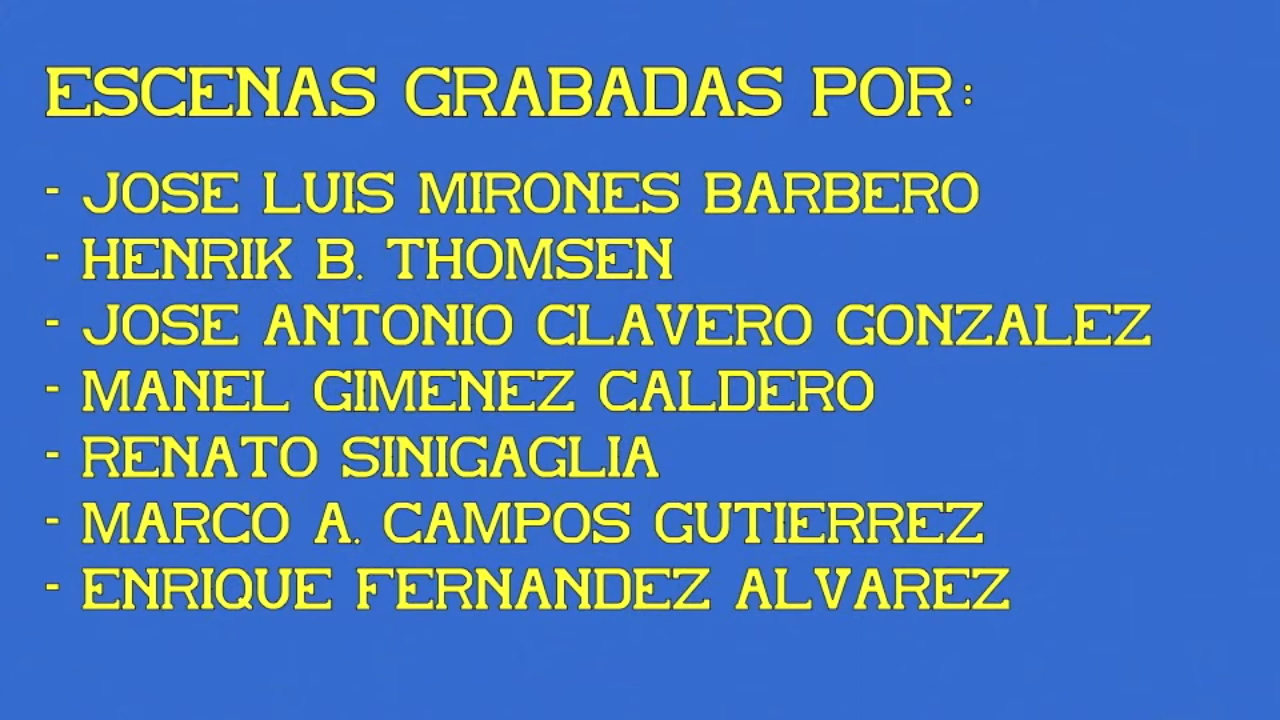 ESCENAS GRABADAS POR:
- JOSE LUIS MIRONES BARBERO
- HENRIK B. THOMSEN
- JOSE ANTONIO CLAVERO GONZALEZ
- MANEL GIMENEZ CALDERO
- RENATO SINIGAGLIA
- MARCO A. CAMPOS GUTIERREZ
- ENRIQUE FERNANDEZ ALVAREZ